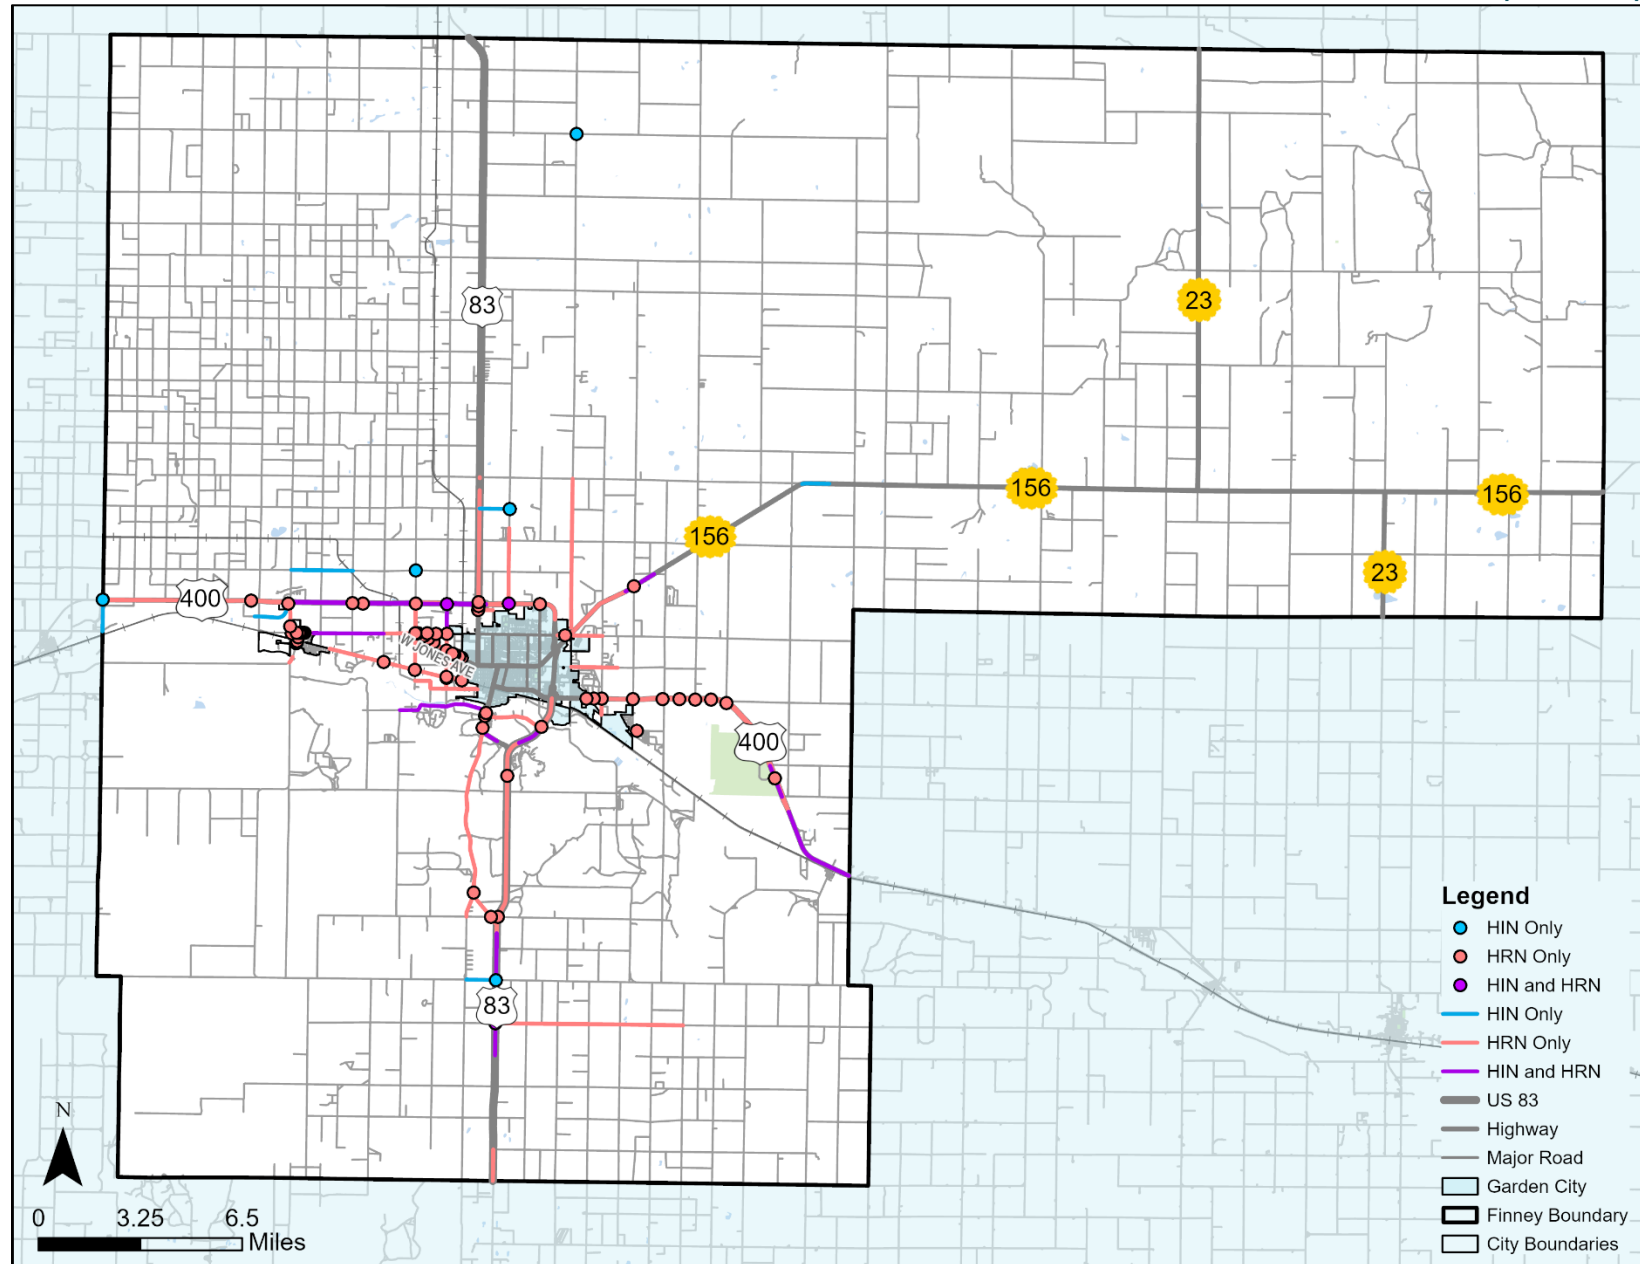 83
23
156
156
156
23
400
W JONES AVE
400
83
Legend
HIN Only
HRN Only
HIN and HRN
HIN Only
HRN Only
HIN and HRN
US 83
Highway
Major Road
Garden City
Finney Boundary
City Boundaries
N
0 3.25 6.5
Miles